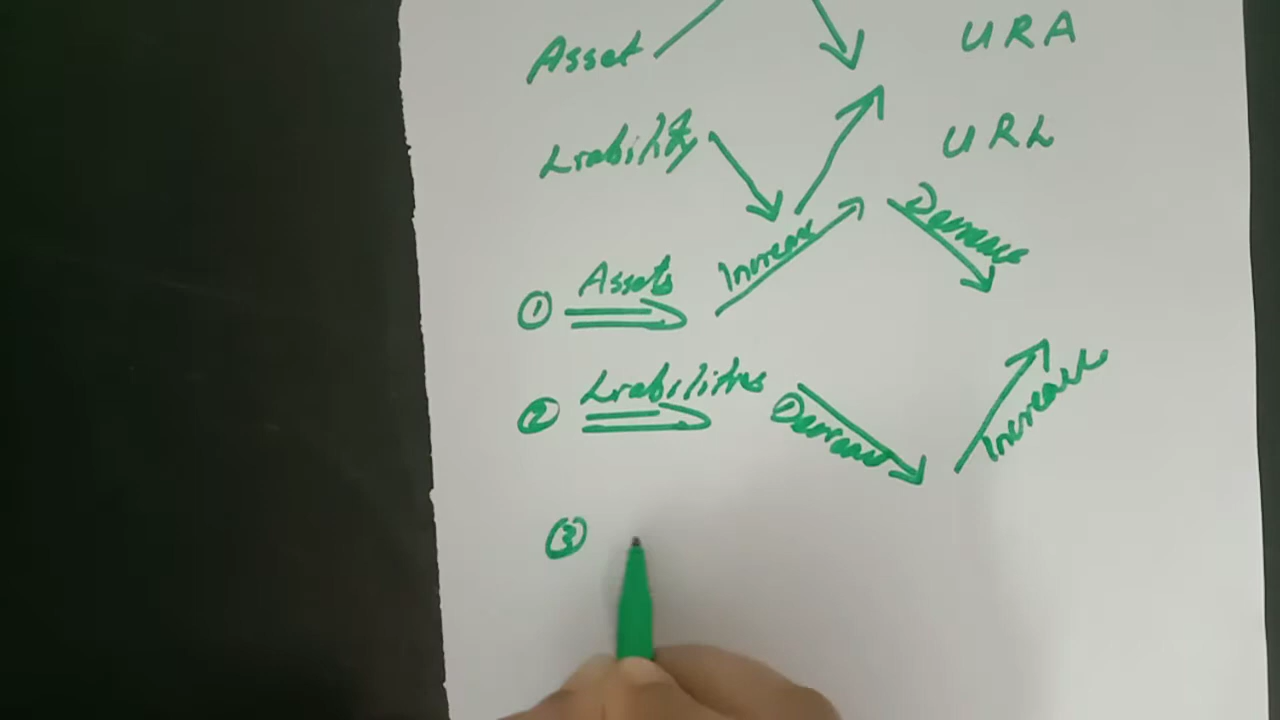 Asset URA
Liability URL
① Assets Increase Decrease
② Liabilities Decrease Increase
③